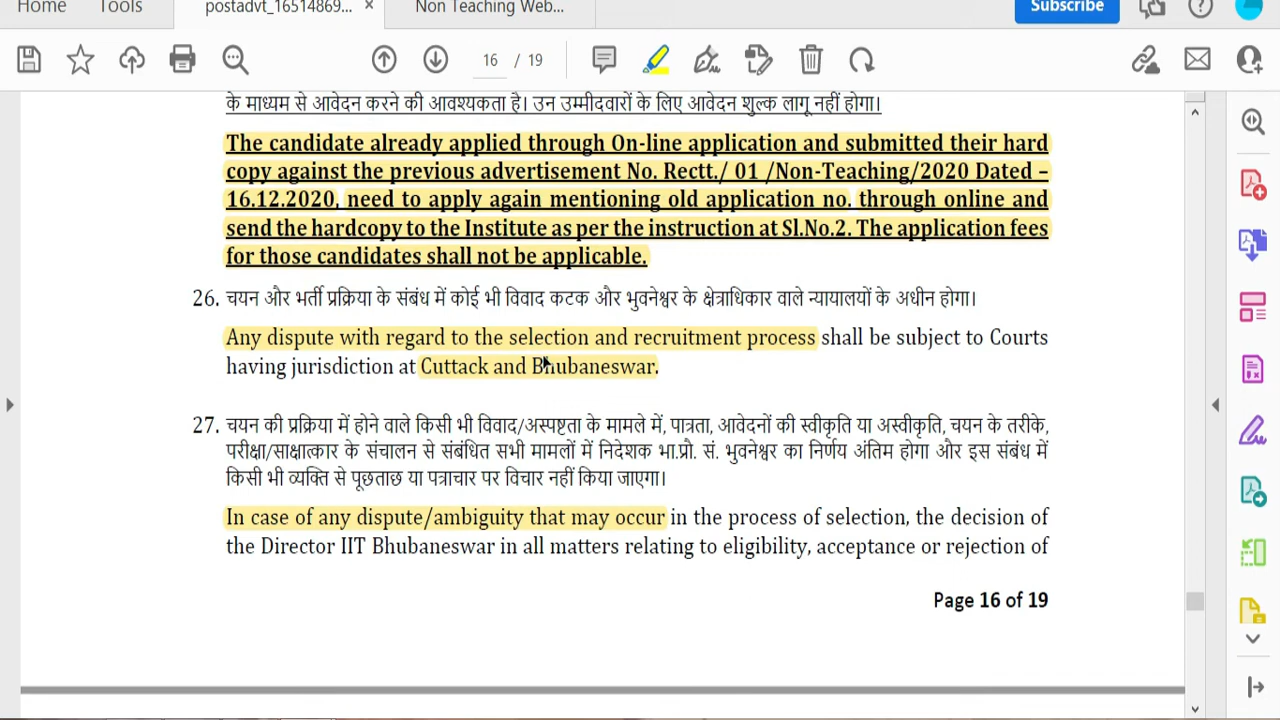 Home Tools postadvt_16514869... × Non Teaching Web... Subscribe
16 / 19
के माध्यम से आवेदन करने की आवश्यकता है। उन उम्मीदवारों के लिए आवेदन शुल्क लागू नहीं होगा।
The candidate already applied through On-line application and submitted their hard
copy against the previous advertisement No. Rectt./ 01 /Non-Teaching/2020 Dated –
16.12.2020, need to apply again mentioning old application no. through online and
send the hardcopy to the Institute as per the instruction at Sl.No.2. The application fees
for those candidates shall not be applicable.
26. चयन और भर्ती प्रक्रिया के संबंध में कोई भी विवाद कटक और भुवनेश्वर के क्षेत्राधिकार वाले न्यायालयों के अधीन होगा।
Any dispute with regard to the selection and recruitment process shall be subject to Courts
having jurisdiction at Cuttack and Bhubaneswar.
27. चयन की प्रक्रिया में होने वाले किसी भी विवाद/अस्पष्टता के मामले में, पात्रता, आवेदनों की स्वीकृति या अस्वीकृति, चयन के तरीके,
परीक्षा/साक्षात्कार के संचालन से संबंधित सभी मामलों में निदेशक भा.प्रौ. सं. भुवनेश्वर का निर्णय अंतिम होगा और इस संबंध में
किसी भी व्यक्ति से पूछताछ या पत्राचार पर विचार नहीं किया जाएगा।
In case of any dispute/ambiguity that may occur in the process of selection, the decision of
the Director IIT Bhubaneswar in all matters relating to eligibility, acceptance or rejection of
Page 16 of 19